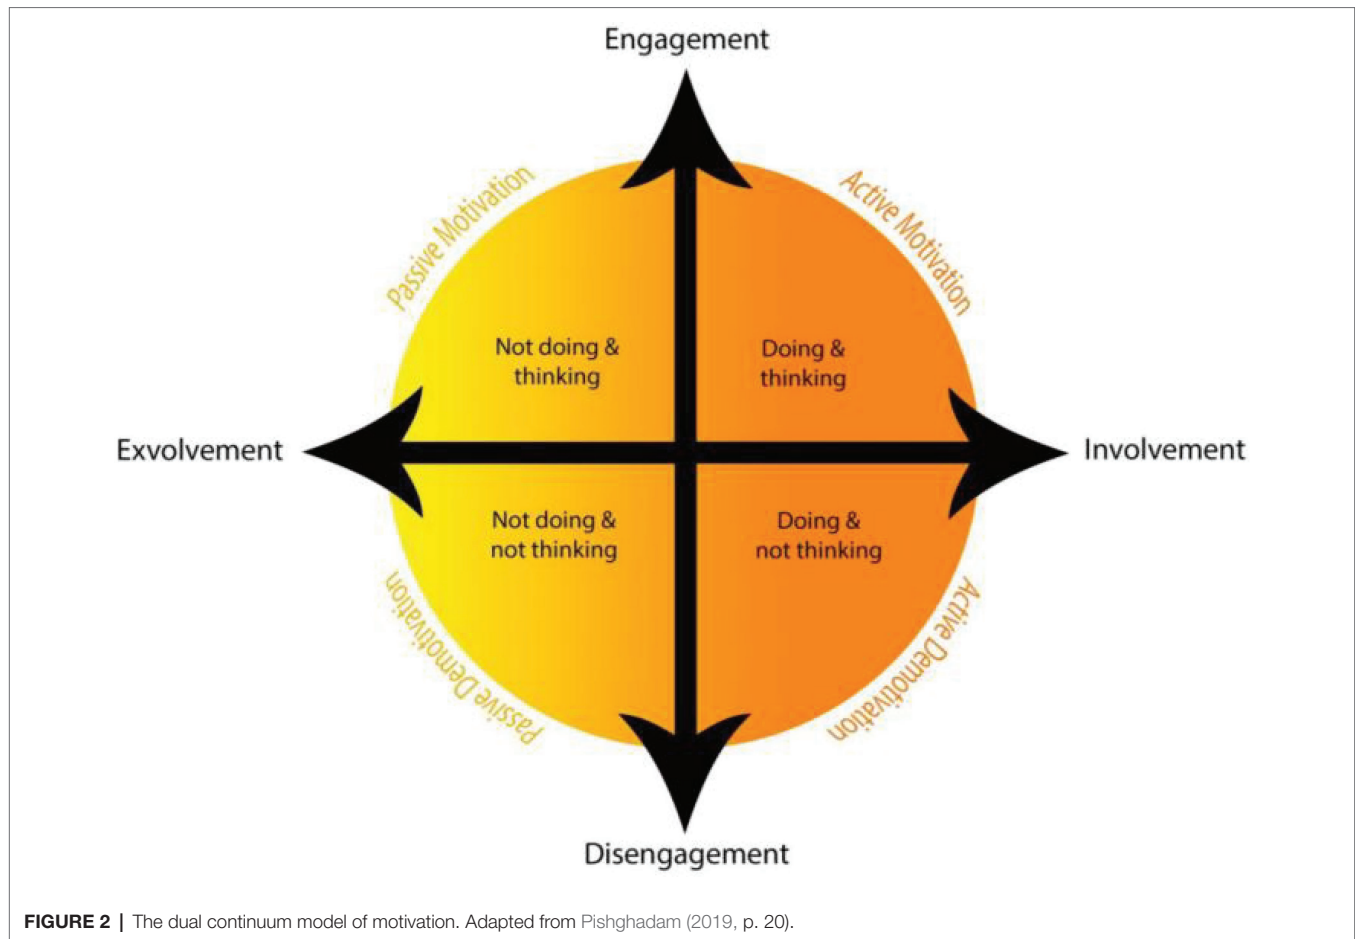 Engagement
Passive Motivation
Active Motivation
Not doing &
thinking
Doing &
thinking
Exvolvement
Involvement
Not doing &
not thinking
Doing &
not thinking
Passive Demotivation
Active Demotivation
Disengagement
FIGURE 2 | The dual continuum model of motivation. Adapted from Pishghadam (2019, p. 20).